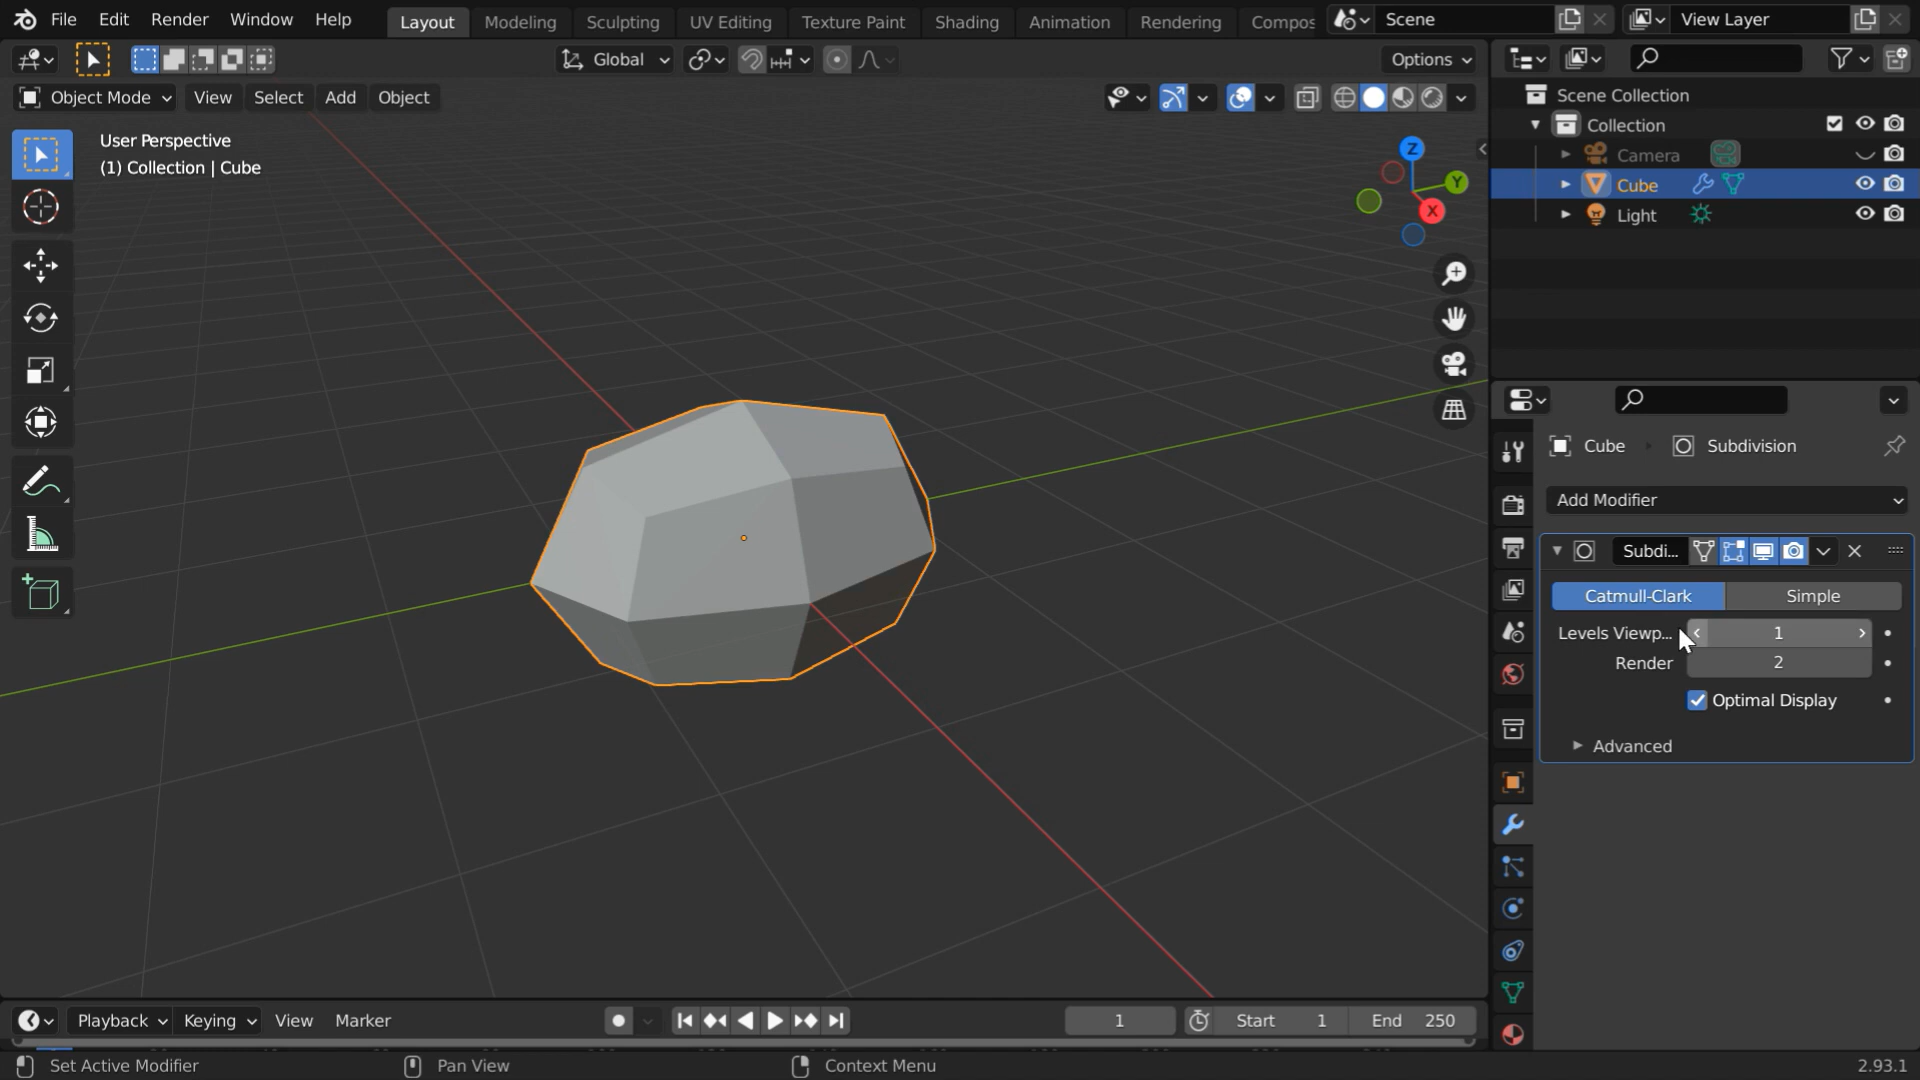 File Edit Render Window Help Layout Modeling Sculpting UV Editing Texture Paint Shading Animation Rendering Compos Scene View Layer
Global Options
Object Mode View Select Add Object
User Perspective
(1) Collection | Cube
Z
Y
X
Scene Collection
Collection
Camera
Cube
Light
Cube Subdivision
Add Modifier
Subdi...
Catmull-Clark Simple
Levels Viewp... 1
Render 2
Optimal Display
Advanced
Playback Keying View Marker 1 Start 1 End 250
Set Active Modifier Pan View Context Menu 2.93.1